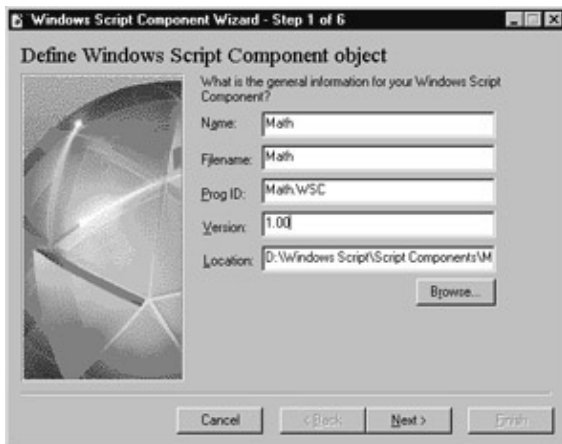 Windows Script Component Wizard - Step 1 of 6
Define Windows Script Component object
What is the general information for your Windows Script
Component?
Name: Math
Filename: Math
Prog ID: Math.WSC
Version: 1.00
Location: D:\Windows Script\Script Components\M
Browse...
Cancel
< Back
Next >
Finish